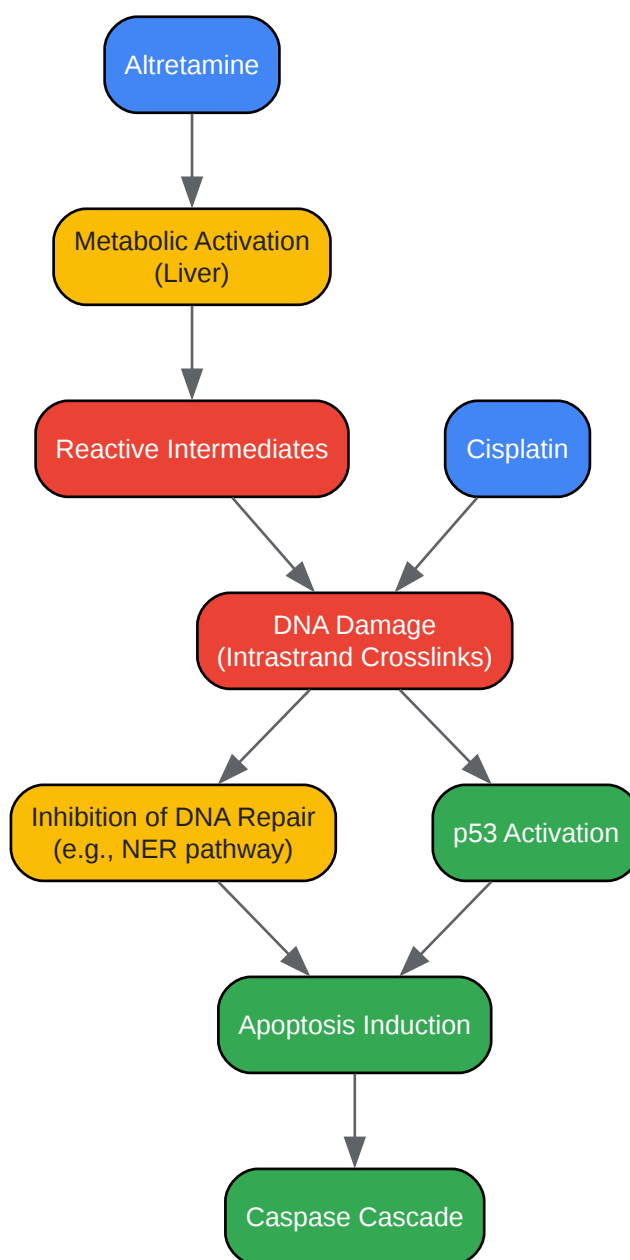 Altretamine
Metabolic Activation
(Liver)
Reactive Intermediates
Cisplatin
DNA Damage
(Intrastrand Crosslinks)
Inhibition of DNA Repair
(e.g., NER pathway)
p53 Activation
Apoptosis Induction
Caspase Cascade